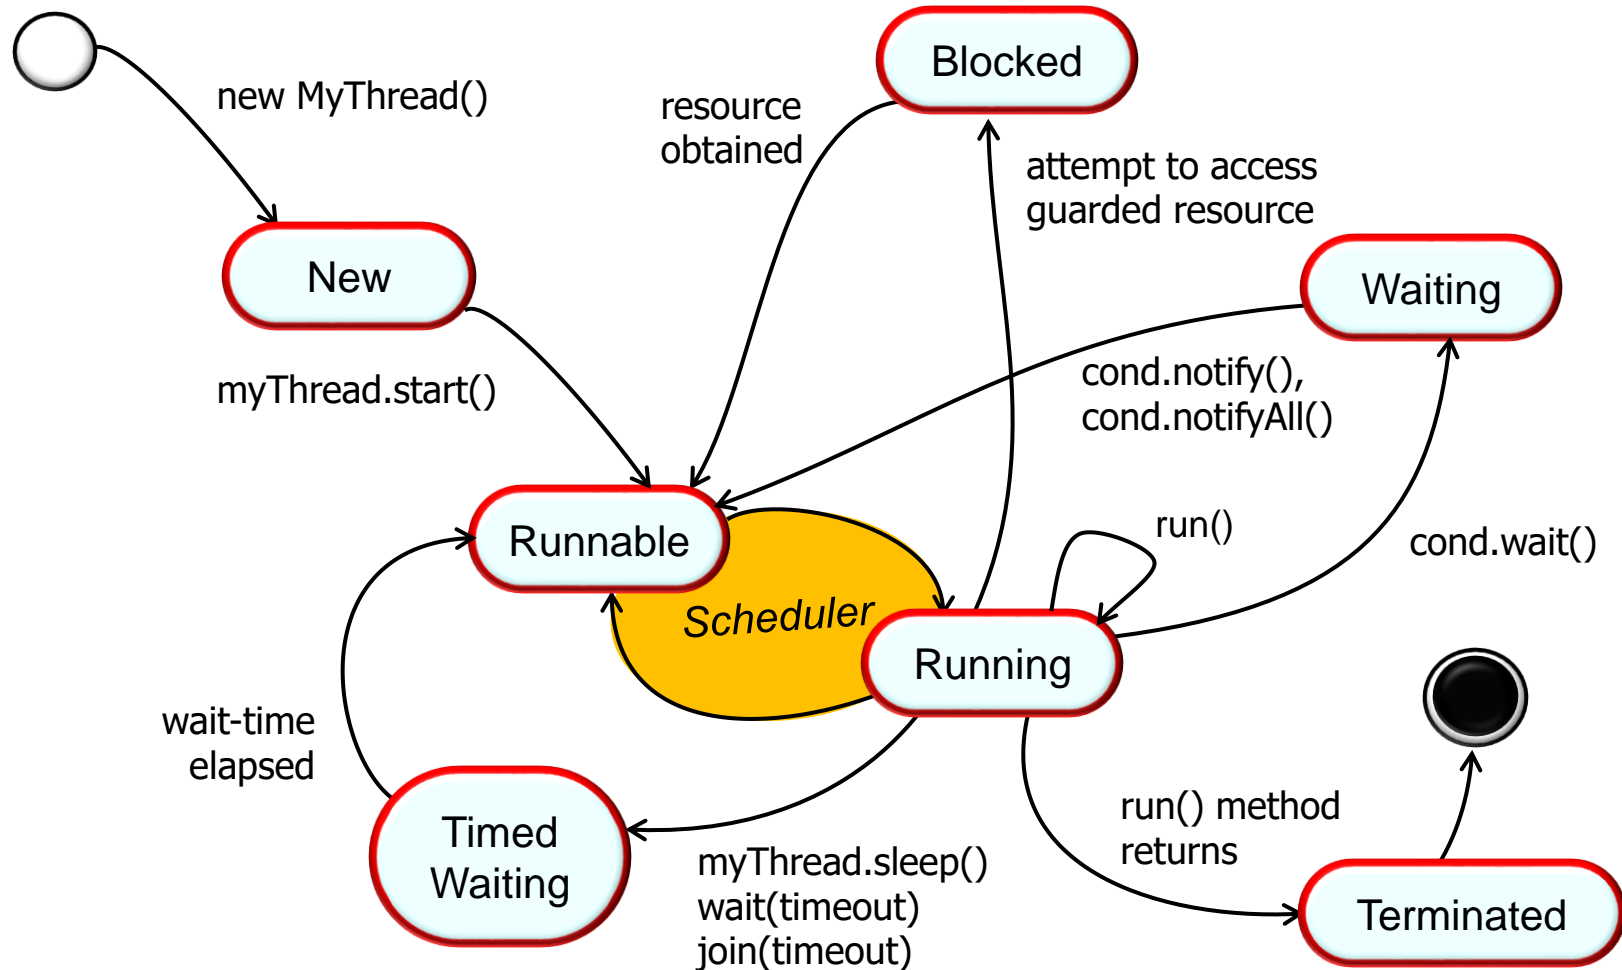 new MyThread()
New
myThread.start()
resource
obtained
Blocked
attempt to access
guarded resource
Waiting
cond.notify(),
cond.notifyAll()
cond.wait()
Runnable
Scheduler
run()
Running
wait-time
elapsed
Timed
Waiting
myThread.sleep()
wait(timeout)
join(timeout)
run() method
returns
Terminated